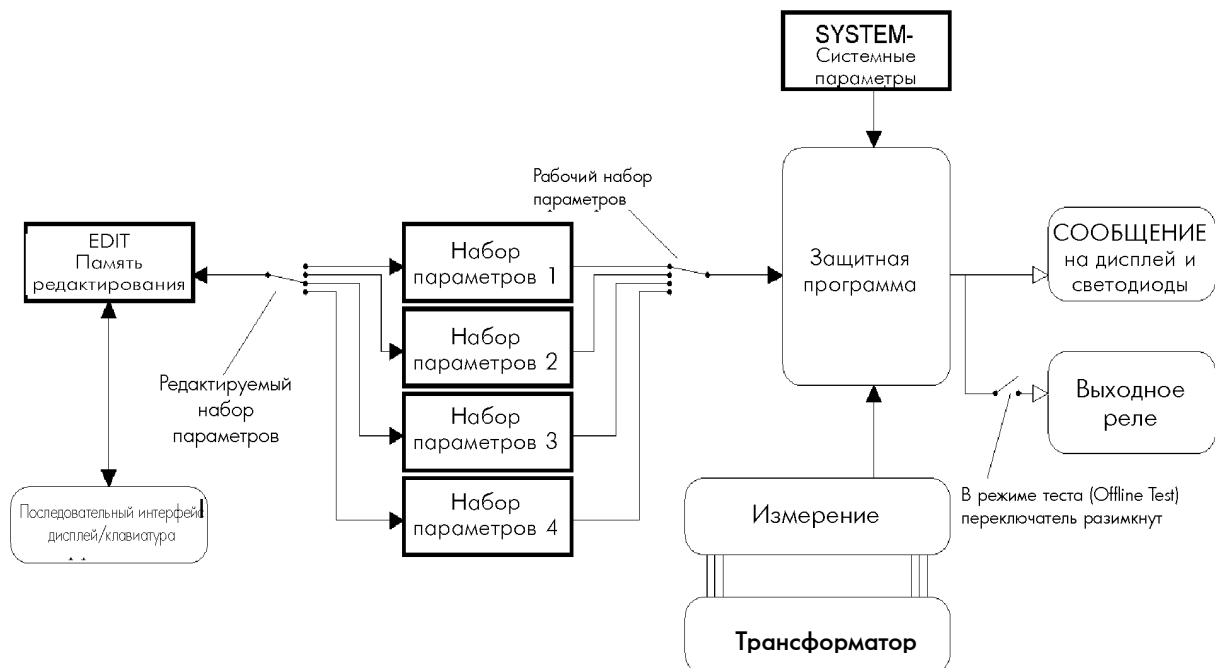 SYSTEM-
Системные
параметры
Рабочий набор
параметров
EDIT
Память
редактирования
Набор
параметров 1
Защитная
программа
СООБЩЕНИЕ
на дисплей и
светодиоды
Набор
параметров 2
Редактируемый
набор
параметров
Набор
параметров 3
Выходное
реле
Набор
параметров 4
Последовательный интерфейс
дисплей/клавиатура
Измерение
В режиме теста (Offline Test)
переключатель разимкнут
Трансформатор